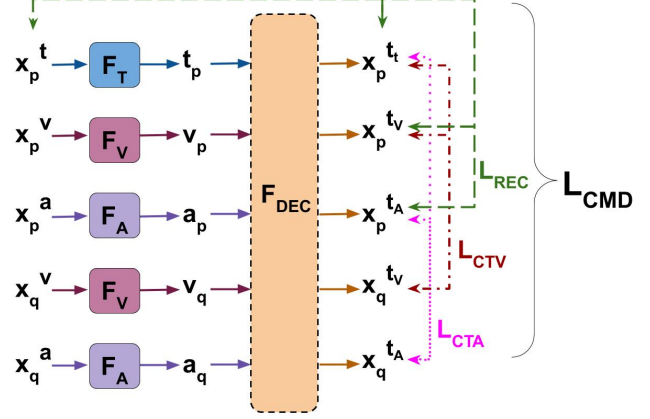 x_p^t F_T t_p x_p^{t_t}
x_p^v F_V v_p x_p^{t_V}
F_DEC L_REC L_CMD
x_p^a F_A a_p x_p^{t_A}
L_CTV
x_q^v F_V v_q x_q^{t_V}
L_CTA
x_q^a F_A a_q x_q^{t_A}